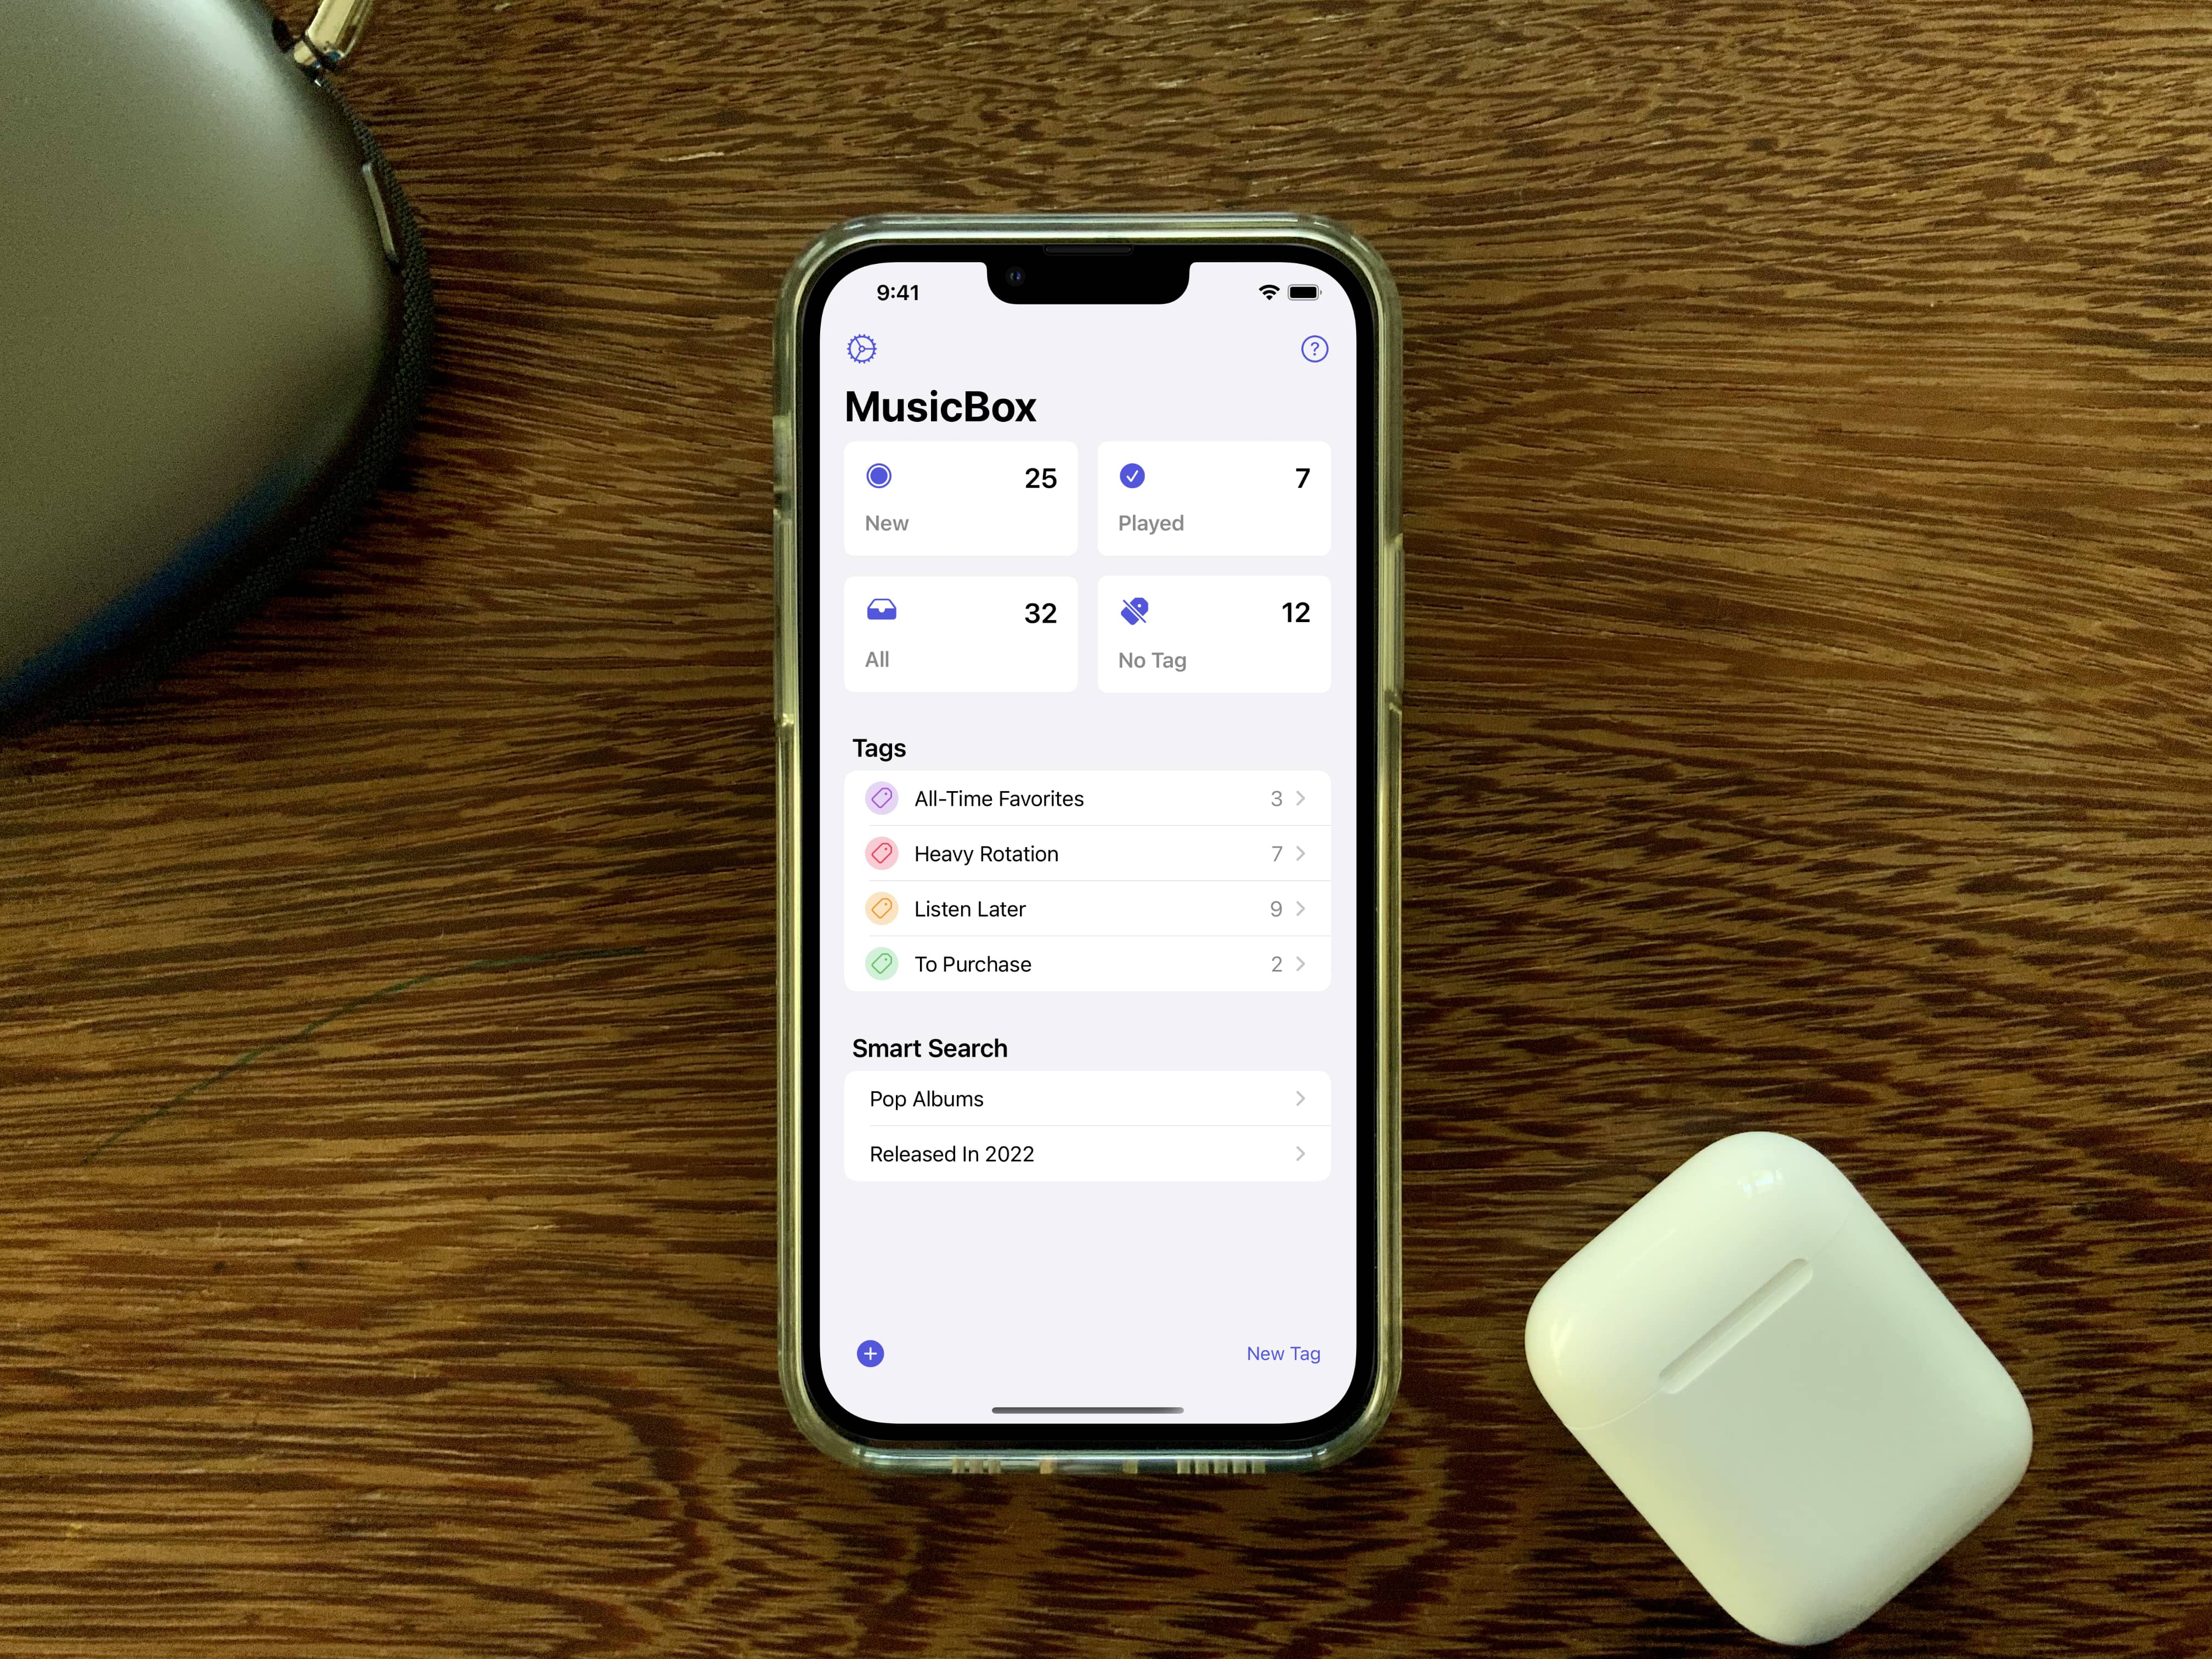 9:41
MusicBox
25
New
7
Played
32
All
12
No Tag
Tags
All-Time Favorites 3
Heavy Rotation 7
Listen Later 9
To Purchase 2
Smart Search
Pop Albums
Released In 2022
New Tag